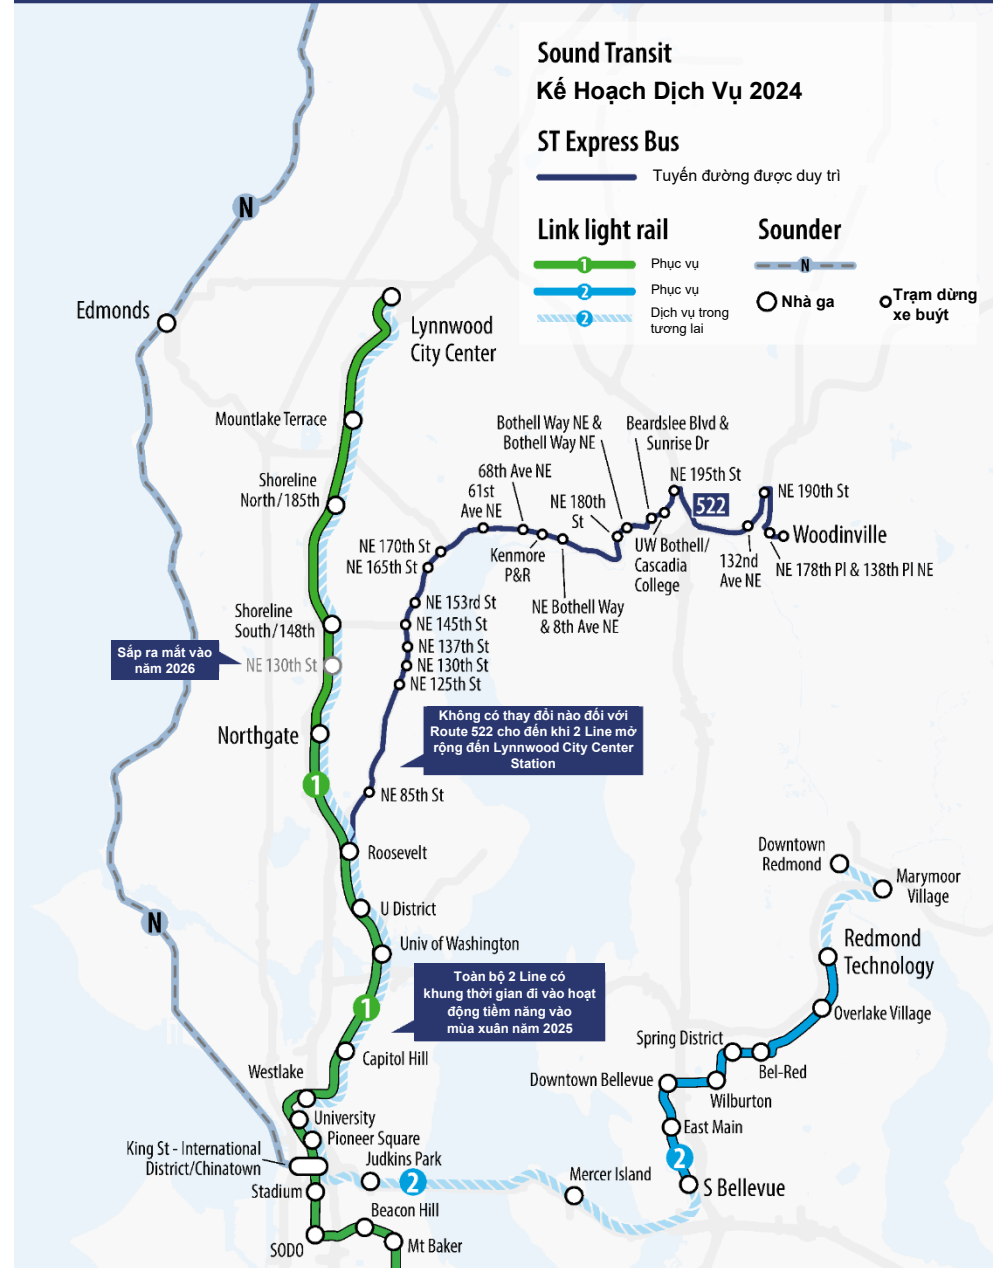 Sound Transit
Kế Hoạch Dịch Vụ 2024
ST Express Bus
Tuyến đường được duy trì
Link light rail
Sounder
1
Phục vụ
N
2
Phục vụ
2
Dịch vụ trong
tương lai
Nhà ga
Trạm dừng
xe buýt
N
Edmonds
Lynnwood
City Center
Mountlake Terrace
Shoreline
North/185th
Shoreline
South/148th
Sắp ra mắt vào
năm 2026
NE 130th St
Northgate
1
Bothell Way NE &
Bothell Way NE
Beardslee Blvd &
Sunrise Dr
68th Ave NE
61st
Ave NE
NE 180th
St
NE 195th St
522
NE 190th St
Woodinville
NE 170th St
NE 165th St
Kenmore
P&R
UW Bothell/
Cascadia
College
132nd
Ave NE
NE 178th Pl & 138th Pl NE
NE Bothell Way
& 8th Ave NE
NE 153rd St
NE 145th St
NE 137th St
NE 130th St
NE 125th St
Không có thay đổi nào đối với
Route 522 cho đến khi 2 Line mở
rộng đến Lynnwood City Center
Station
NE 85th St
Roosevelt
U District
Univ of Washington
N
Toàn bộ 2 Line có
khung thời gian đi vào hoạt
động tiềm năng vào
mùa xuân năm 2025
1
Capitol Hill
Westlake
University
Pioneer Square
King St - International
District/Chinatown
Judkins Park
2
Stadium
Beacon Hill
SODO
Mt Baker
Mercer Island
Downtown
Redmond
Marymoor
Village
Redmond
Technology
Overlake Village
Spring District
Bel-Red
Downtown Bellevue
Wilburton
East Main
2
S Bellevue